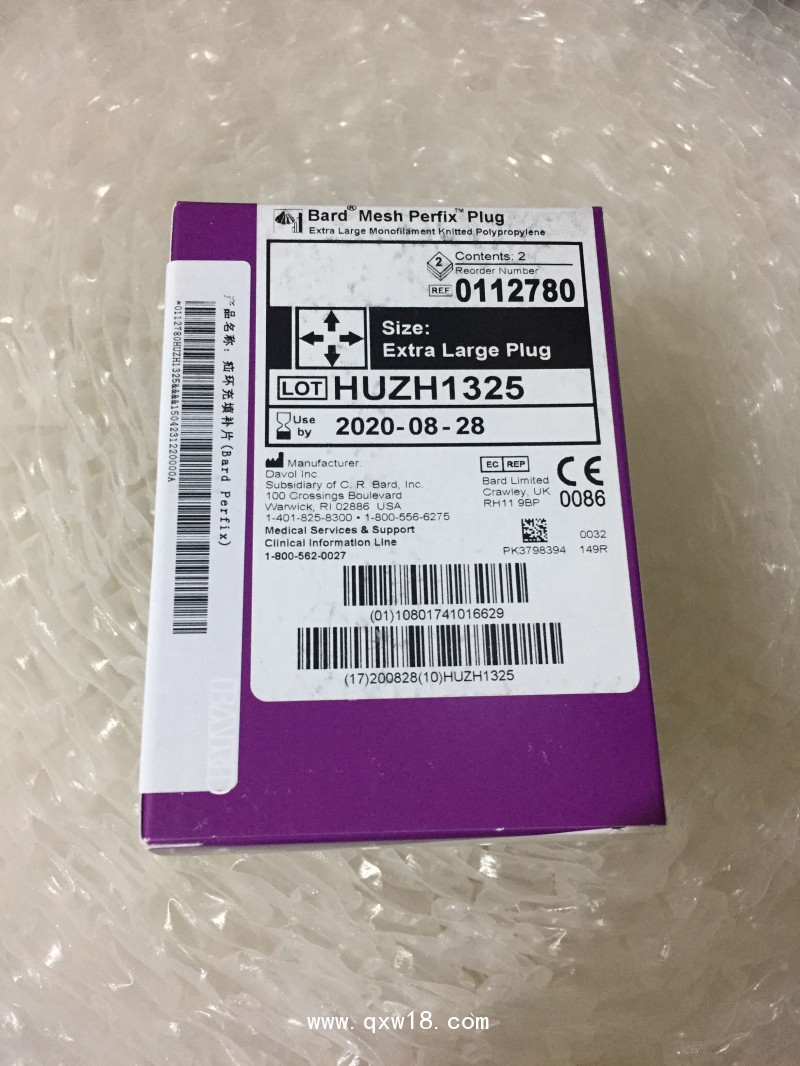 Bard® Mesh Perfix™ Plug
Extra Large Monofilament Knitted Polypropylene
2
Contents: 2
Reorder Number
REF 0112780
Size:
Extra Large Plug
LOT HUZH1325
Use by 2020-08-28
Manufacturer:
Davol Inc.
Subsidiary of C. R. Bard, Inc.
100 Crossings Boulevard
Warwick, RI 02886 USA
1-401-825-8300 • 1-800-556-6275
Medical Services & Support
Clinical Information Line
1-800-562-0027
EC REP
Bard Limited
Crawley, UK
RH11 9BP
CE
0086
PK3798394
0032
149R
(01)10801741016629
(17)200828(10)HUZH1325
产品名称: 疝环充填补片(Bard Perfix)
*0112780HUZH1325&&&&1504231220000A
www.qxw18.com